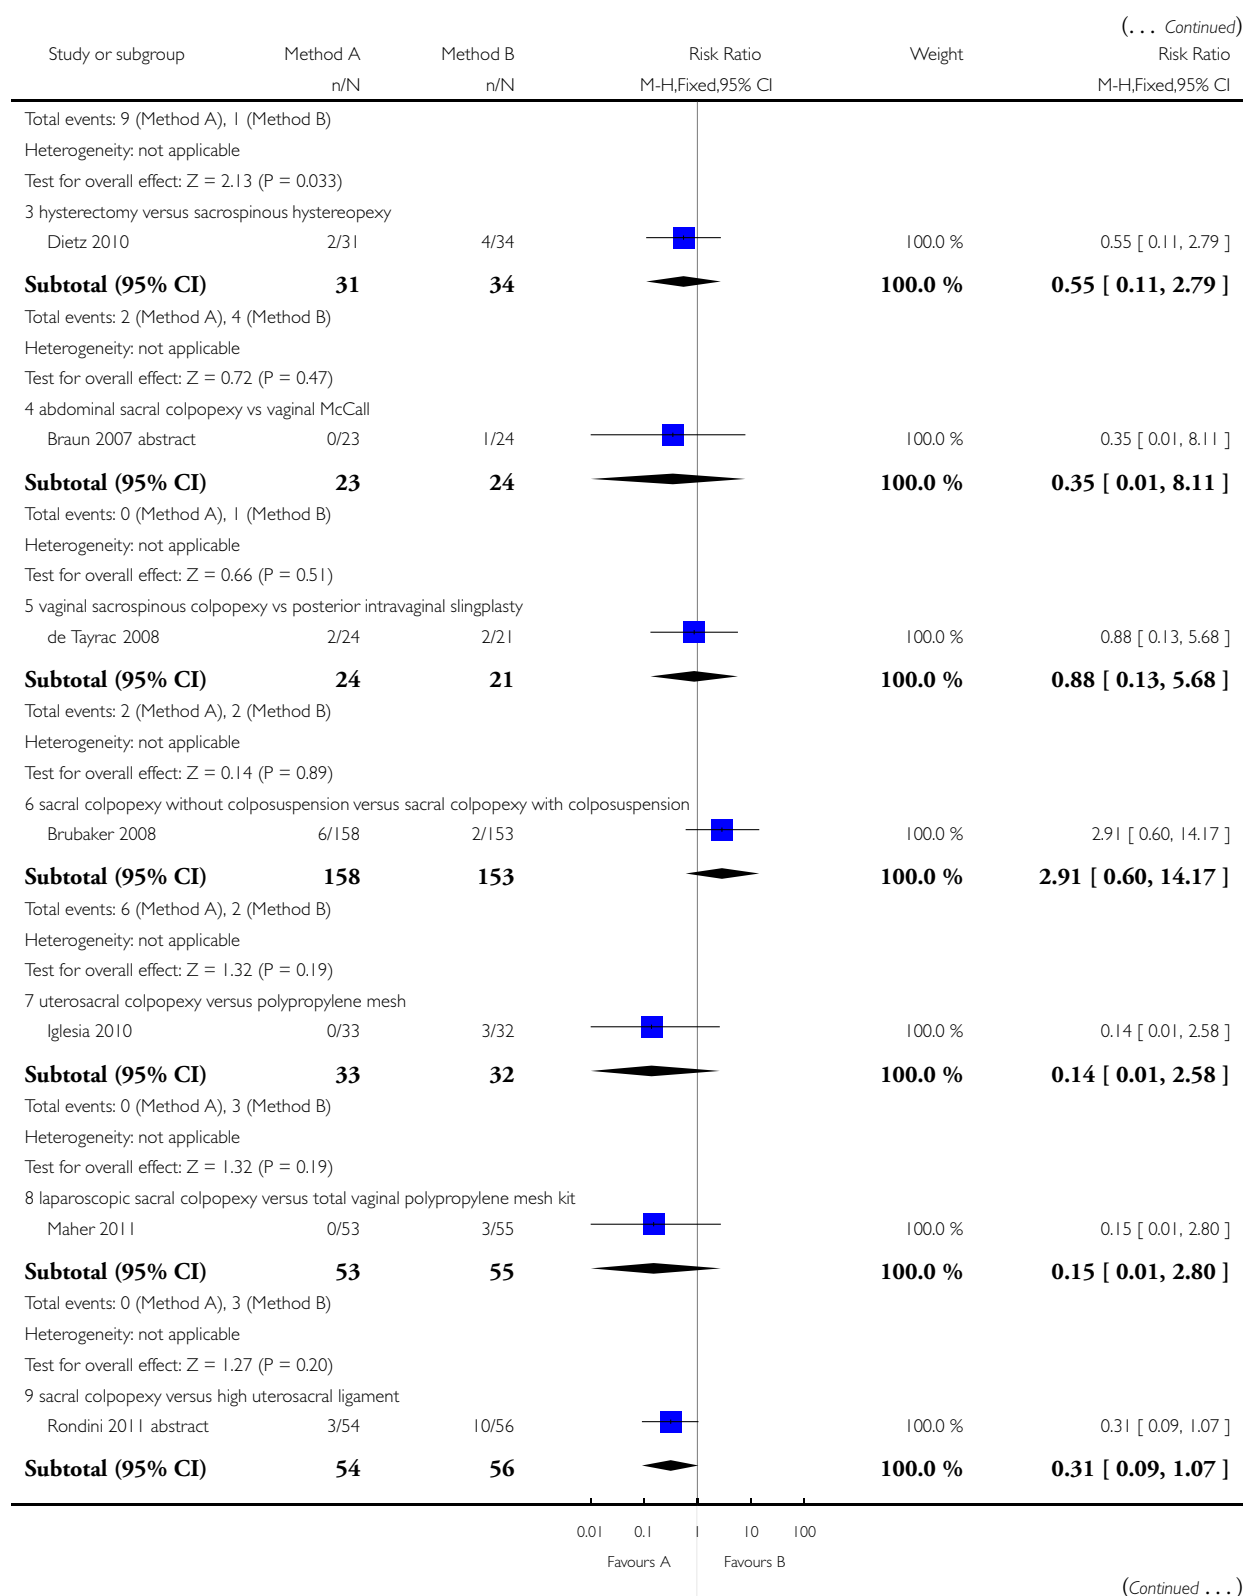 (... Continued)
Study or subgroup Method A Method B Risk Ratio Weight Risk Ratio
n/N n/N M-H,Fixed,95% CI M-H,Fixed,95% CI
Total events: 9 (Method A), 1 (Method B)
Heterogeneity: not applicable
Test for overall effect: Z = 2.13 (P = 0.033)
3 hysterectomy versus sacrospinous hystereopexy
Dietz 2010 2/31 4/34 100.0 % 0.55 [ 0.11, 2.79 ]
Subtotal (95% CI) 31 34 100.0 % 0.55 [ 0.11, 2.79 ]
Total events: 2 (Method A), 4 (Method B)
Heterogeneity: not applicable
Test for overall effect: Z = 0.72 (P = 0.47)
4 abdominal sacral colpopexy vs vaginal McCall
Braun 2007 abstract 0/23 1/24 100.0 % 0.35 [ 0.01, 8.11 ]
Subtotal (95% CI) 23 24 100.0 % 0.35 [ 0.01, 8.11 ]
Total events: 0 (Method A), 1 (Method B)
Heterogeneity: not applicable
Test for overall effect: Z = 0.66 (P = 0.51)
5 vaginal sacrospinous colpopexy vs posterior intravaginal slingplasty
de Tayrac 2008 2/24 2/21 100.0 % 0.88 [ 0.13, 5.68 ]
Subtotal (95% CI) 24 21 100.0 % 0.88 [ 0.13, 5.68 ]
Total events: 2 (Method A), 2 (Method B)
Heterogeneity: not applicable
Test for overall effect: Z = 0.14 (P = 0.89)
6 sacral colpopexy without colposuspension versus sacral colpopexy with colposuspension
Brubaker 2008 6/158 2/153 100.0 % 2.91 [ 0.60, 14.17 ]
Subtotal (95% CI) 158 153 100.0 % 2.91 [ 0.60, 14.17 ]
Total events: 6 (Method A), 2 (Method B)
Heterogeneity: not applicable
Test for overall effect: Z = 1.32 (P = 0.19)
7 uterosacral colpopexy versus polypropylene mesh
Iglesia 2010 0/33 3/32 100.0 % 0.14 [ 0.01, 2.58 ]
Subtotal (95% CI) 33 32 100.0 % 0.14 [ 0.01, 2.58 ]
Total events: 0 (Method A), 3 (Method B)
Heterogeneity: not applicable
Test for overall effect: Z = 1.32 (P = 0.19)
8 laparoscopic sacral colpopexy versus total vaginal polypropylene mesh kit
Maher 2011 0/53 3/55 100.0 % 0.15 [ 0.01, 2.80 ]
Subtotal (95% CI) 53 55 100.0 % 0.15 [ 0.01, 2.80 ]
Total events: 0 (Method A), 3 (Method B)
Heterogeneity: not applicable
Test for overall effect: Z = 1.27 (P = 0.20)
9 sacral colpopexy versus high uterosacral ligament
Rondini 2011 abstract 3/54 10/56 100.0 % 0.31 [ 0.09, 1.07 ]
Subtotal (95% CI) 54 56 100.0 % 0.31 [ 0.09, 1.07 ]
0.01 0.1 1 10 100
Favours A Favours B
(Continued ...)